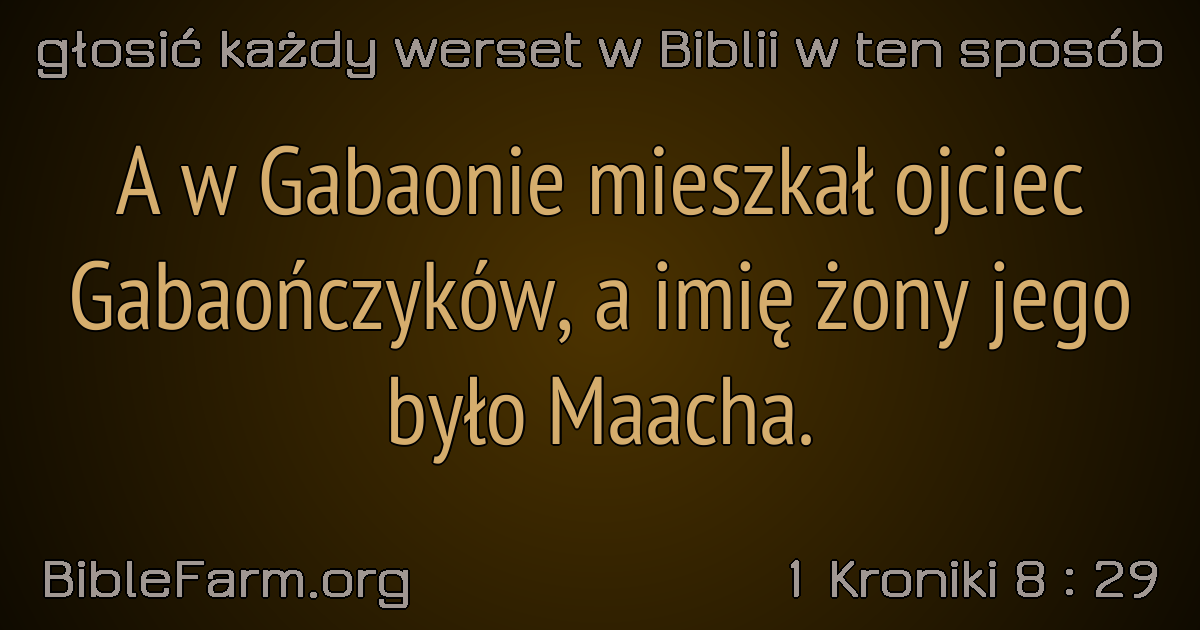 głosić każdy werset w Biblii w ten sposób
A w Gabaonie mieszkał ojciec
Gabaończyków, a imię żony jego
było Maacha.
BibleFarm.org
1 Kroniki 8 : 29